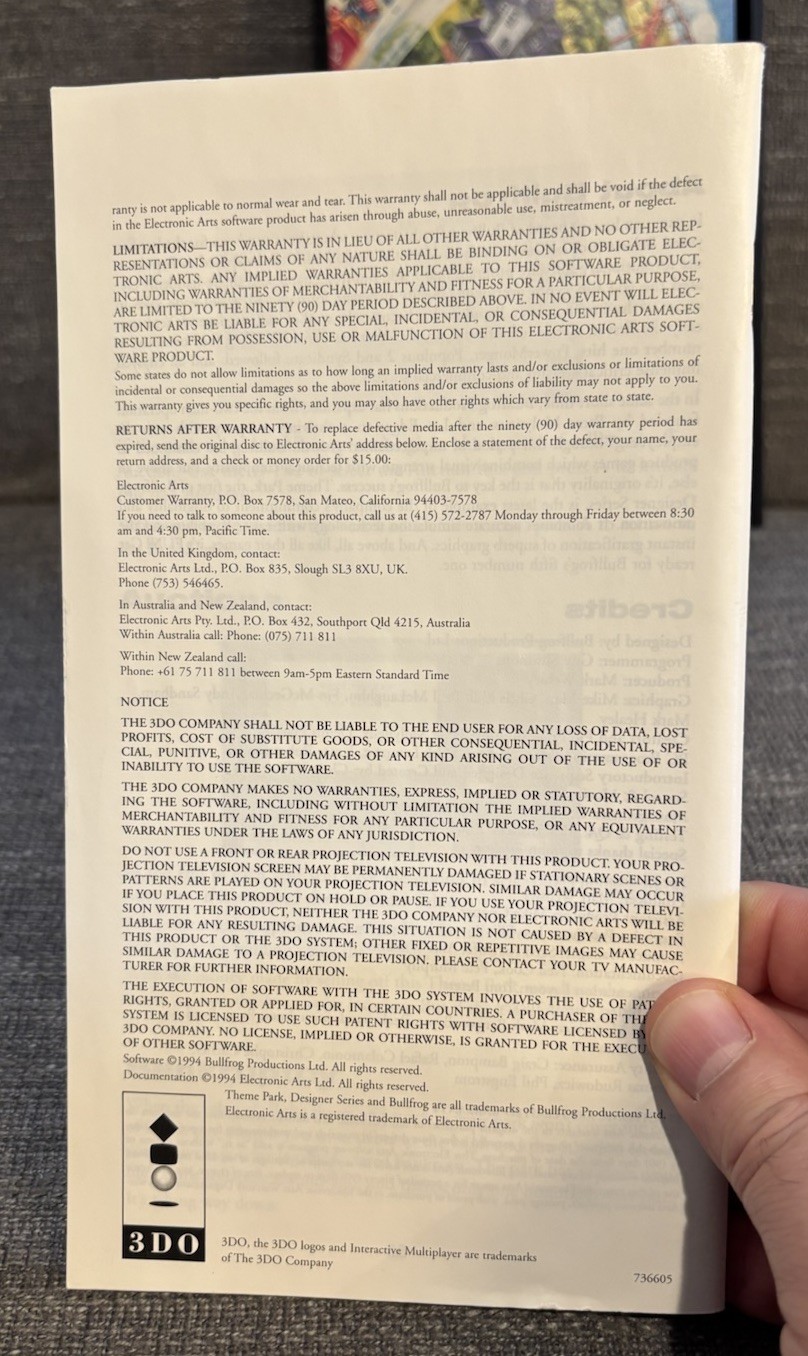 ranty is not applicable to normal wear and tear. This warranty shall not be applicable and shall be void if the defect
in the Electronic Arts software product has arisen through abuse, unreasonable use, mistreatment, or neglect.
LIMITATIONS—THIS WARRANTY IS IN LIEU OF ALL OTHER WARRANTIES AND NO OTHER REP-
RESENTATIONS OR CLAIMS OF ANY NATURE SHALL BE BINDING ON OR OBLIGATE ELEC-
TRONIC ARTS. ANY IMPLIED WARRANTIES APPLICABLE TO THIS SOFTWARE PRODUCT,
INCLUDING WARRANTIES OF MERCHANTABILITY AND FITNESS FOR A PARTICULAR PURPOSE,
ARE LIMITED TO THE NINETY (90) DAY PERIOD DESCRIBED ABOVE. IN NO EVENT WILL ELEC-
TRONIC ARTS BE LIABLE FOR ANY SPECIAL, INCIDENTAL, OR CONSEQUENTIAL DAMAGES
RESULTING FROM POSSESSION, USE OR MALFUNCTION OF THIS ELECTRONIC ARTS SOFT-
WARE PRODUCT.
Some states do not allow limitations as to how long an implied warranty lasts and/or exclusions or limitations of
incidental or consequential damages so the above limitations and/or exclusions of liability may not apply to you.
This warranty gives you specific rights, and you may also have other rights which vary from state to state.
RETURNS AFTER WARRANTY - To replace defective media after the ninety (90) day warranty period has
expired, send the original disc to Electronic Arts' address below. Enclose a statement of the defect, your name, your
return address, and a check or money order for $15.00:
Electronic Arts
Customer Warranty, P.O. Box 7578, San Mateo, California 94403-7578
If you need to talk to someone about this product, call us at (415) 572-2787 Monday through Friday between 8:30
am and 4:30 pm, Pacific Time.
In the United Kingdom, contact:
Electronic Arts Ltd., P.O. Box 835, Slough SL3 8XU, UK.
Phone (753) 546465.
In Australia and New Zealand, contact:
Electronic Arts Pty. Ltd., P.O. Box 432, Southport Qld 4215, Australia
Within Australia call: Phone: (075) 711 811
Within New Zealand call:
Phone: +61 75 711 811 between 9am-5pm Eastern Standard Time
NOTICE
THE 3DO COMPANY SHALL NOT BE LIABLE TO THE END USER FOR ANY LOSS OF DATA, LOST
PROFITS, COST OF SUBSTITUTE GOODS, OR OTHER CONSEQUENTIAL, INCIDENTAL, SPE-
CIAL, PUNITIVE, OR OTHER DAMAGES OF ANY KIND ARISING OUT OF THE USE OF OR
INABILITY TO USE THE SOFTWARE.
THE 3DO COMPANY MAKES NO WARRANTIES, EXPRESS, IMPLIED OR STATUTORY, REGARD-
ING THE SOFTWARE, INCLUDING WITHOUT LIMITATION THE IMPLIED WARRANTIES OF
MERCHANTABILITY AND FITNESS FOR ANY PARTICULAR PURPOSE, OR ANY EQUIVALENT
WARRANTIES UNDER THE LAWS OF ANY JURISDICTION.
DO NOT USE A FRONT OR REAR PROJECTION TELEVISION WITH THIS PRODUCT. YOUR PRO-
JECTION TELEVISION SCREEN MAY BE PERMANENTLY DAMAGED IF STATIONARY SCENES OR
PATTERNS ARE PLAYED ON YOUR PROJECTION TELEVISION. SIMILAR DAMAGE MAY OCCUR
IF YOU PLACE THIS PRODUCT ON HOLD OR PAUSE. IF YOU USE YOUR PROJECTION TELEVI-
SION WITH THIS PRODUCT, NEITHER THE 3DO COMPANY NOR ELECTRONIC ARTS WILL BE
LIABLE FOR ANY RESULTING DAMAGE. THIS SITUATION IS NOT CAUSED BY A DEFECT IN
THIS PRODUCT OR THE 3DO SYSTEM; OTHER FIXED OR REPETITIVE IMAGES MAY CAUSE
SIMILAR DAMAGE TO A PROJECTION TELEVISION. PLEASE CONTACT YOUR TV MANUFAC-
TURER FOR FURTHER INFORMATION.
THE EXECUTION OF SOFTWARE WITH THE 3DO SYSTEM INVOLVES THE USE OF PAT
RIGHTS, GRANTED OR APPLIED FOR, IN CERTAIN COUNTRIES. A PURCHASER OF TH
SYSTEM IS LICENSED TO USE SUCH PATENT RIGHTS WITH SOFTWARE LICENSED B
3DO COMPANY. NO LICENSE, IMPLIED OR OTHERWISE, IS GRANTED FOR THE EXECU
OF OTHER SOFTWARE.
Software ©1994 Bullfrog Productions Ltd. All rights reserved.
Documentation ©1994 Electronic Arts Ltd. All rights reserved.
Theme Park, Designer Series and Bullfrog are all trademarks of Bullfrog Productions Ltd.
Electronic Arts is a registered trademark of Electronic Arts.
3DO
3DO, the 3DO logos and Interactive Multiplayer are trademarks
of The 3DO Company
736605